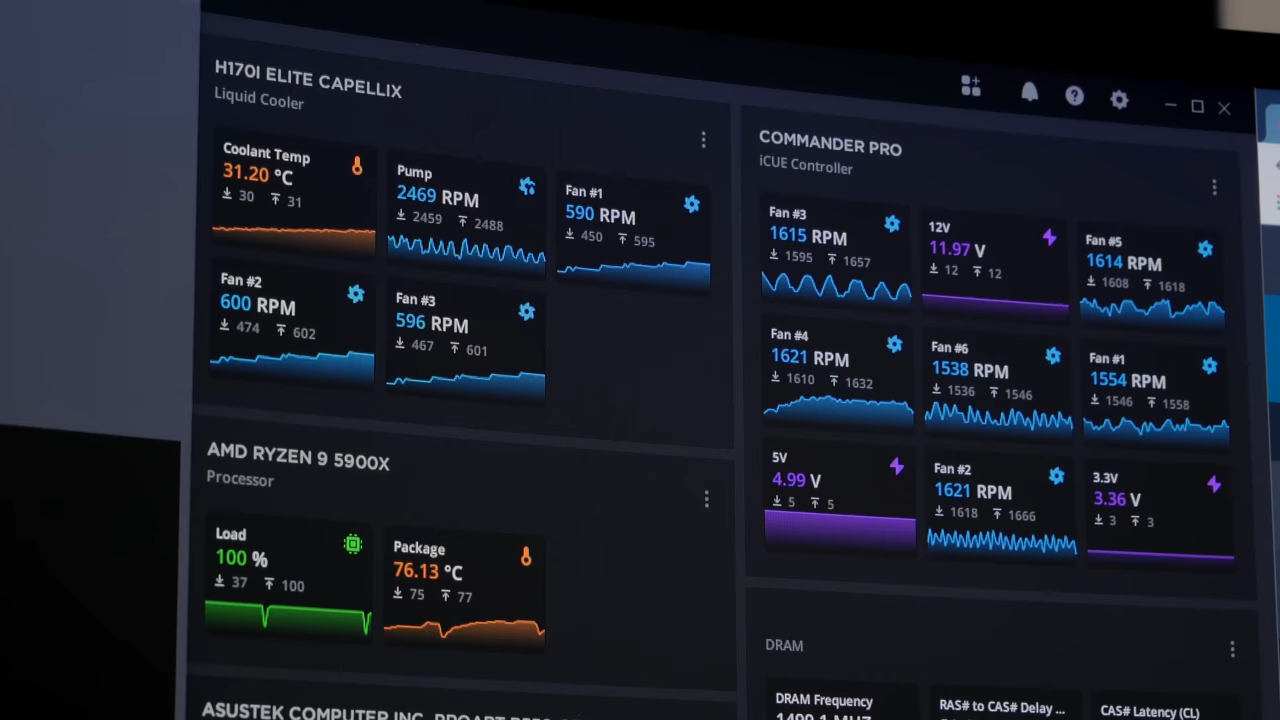 H170I ELITE CAPELLIX
Liquid Cooler
Coolant Temp
31.20 °C
30 31
Pump
2469 RPM
2459 2488
Fan #1
590 RPM
450 595
Fan #2
600 RPM
474 602
Fan #3
596 RPM
467 601
AMD RYZEN 9 5900X
Processor
Load
100 %
37 100
Package
76.13 °C
75 77
ASUSTEK COMPUTER INC. PROART
COMMANDER PRO
iCUE Controller
Fan #3
1615 RPM
1595 1657
12V
11.97 V
12 12
Fan #5
1614 RPM
1608 1618
Fan #4
1621 RPM
1610 1632
Fan #6
1538 RPM
1536 1546
Fan #1
1554 RPM
1546 1558
5V
4.99 V
5 5
Fan #2
1621 RPM
1618 1666
3.3V
3.36 V
3 3
DRAM
DRAM Frequency
RAS# to CAS# Delay ...
CAS# Latency (CL)